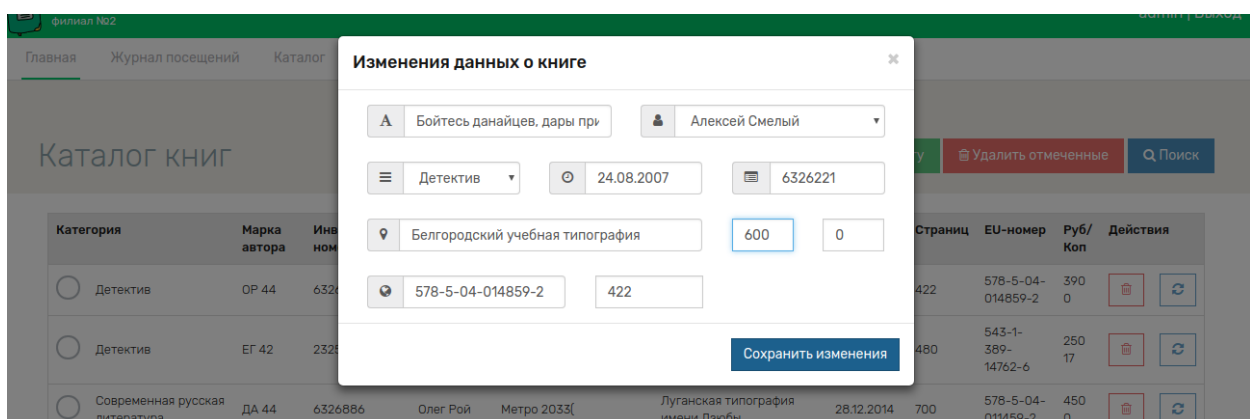 филиал №2
admin | Выход
Главная Журнал посещений Каталог
Изменения данных о книге ×
A Бойтесь данайцев, дары при
Алексей Смелый
Каталог книг
Удалить отмеченные
Поиск
Детектив 24.08.2007 6326221
Белгородский учебная типография 600 0
578-5-04-014859-2 422
Сохранить изменения
Категория Марка Страниц EU-номер Руб/ Действия
автора Коп
Детектив ОР 44 422 578-5-04- 390
014859-2 0
543-1-
Детектив ЕГ 42 480 389- 250
14762-6 17
Современная русская Луганская типография 578-5-04- 450
литература ДА 44 6326886 Олег Рой Метро 2033( имени Дзюбы 28.12.2014 700 011459-2 0